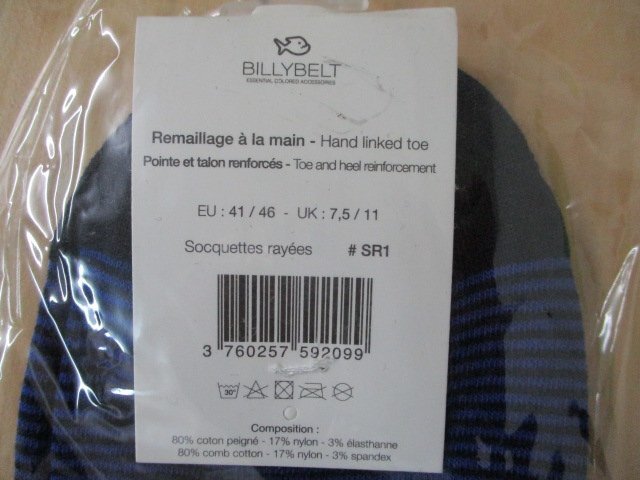 BILLYBELT
ESSENTIAL COLORED ACCESSORIES
Remaillage à la main - Hand linked toe
Pointe et talon renforcés - Toe and heel reinforcement
EU : 41 / 46 - UK : 7,5 / 11
Socquettes rayées # SR1
3 760257 592099
30°
Composition :
80% coton peigné - 17% nylon - 3% élasthanne
80% comb cotton - 17% nylon - 3% spandex